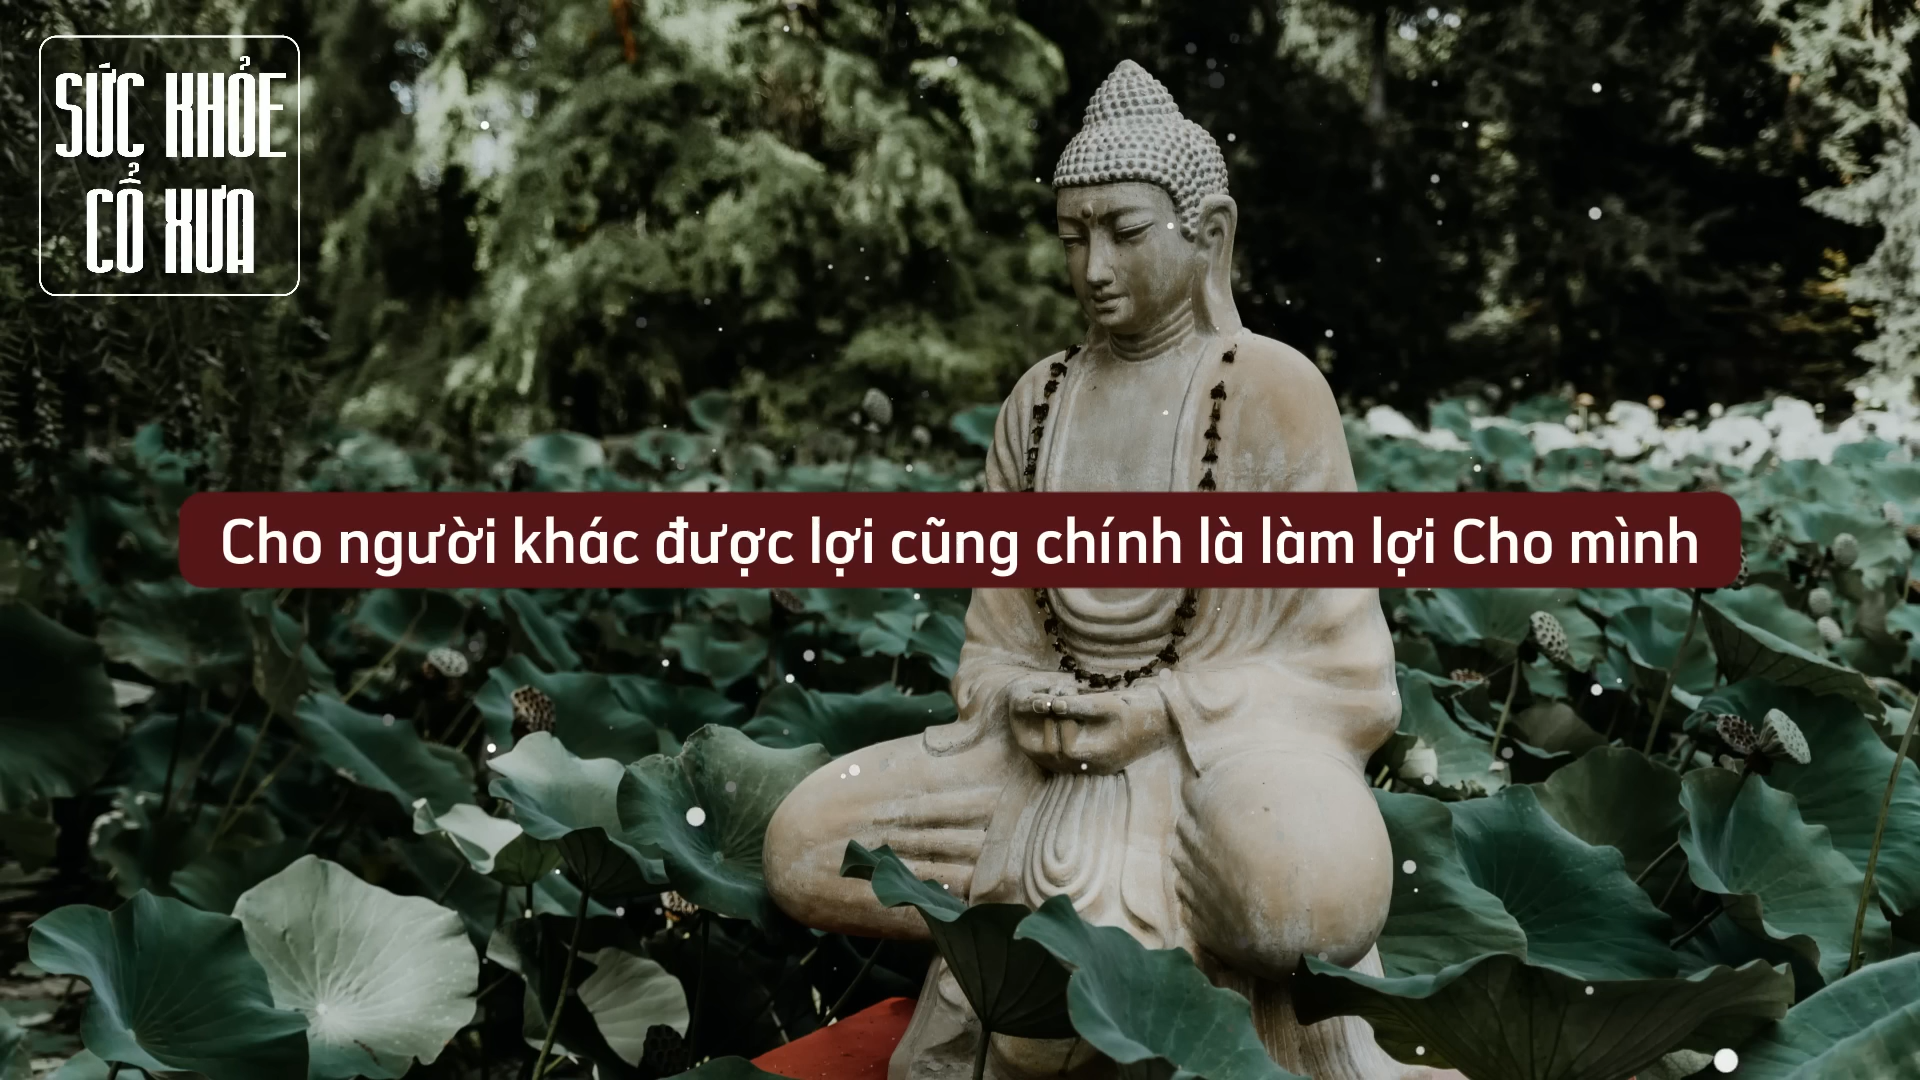 SỨC KHỎE
CỔ XƯA
Cho người khác được lợi cũng chính là làm lợi Cho mình